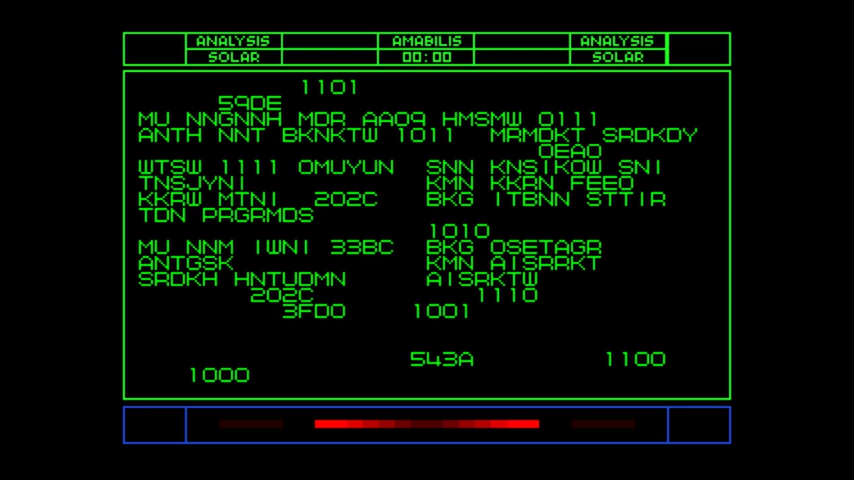 ANALYSIS AMABILIS ANALYSIS
SOLAR 00:00 SOLAR
1101
59DE
MU NNGNNH MDR AA09 HMSMW 0111
ANTH NNT BKNKTW 1011 MRMDKT SRDKDY
0EA0
WTSW 1111 OMUYUN SNN KNSIKOW SNI
TNSJYNI KMN KKRN FEE0
KKRW MTNI 202C BKG ITBNN STTIR
TDN PRGRMDS
1010
MU NNM IWNI 33BC BKG OSETAGR
ANTGSK KMN AISRRKT
SRDKH HNTUDMN AISRKTW
202C 1110
3FD0 1001
543A 1100
1000